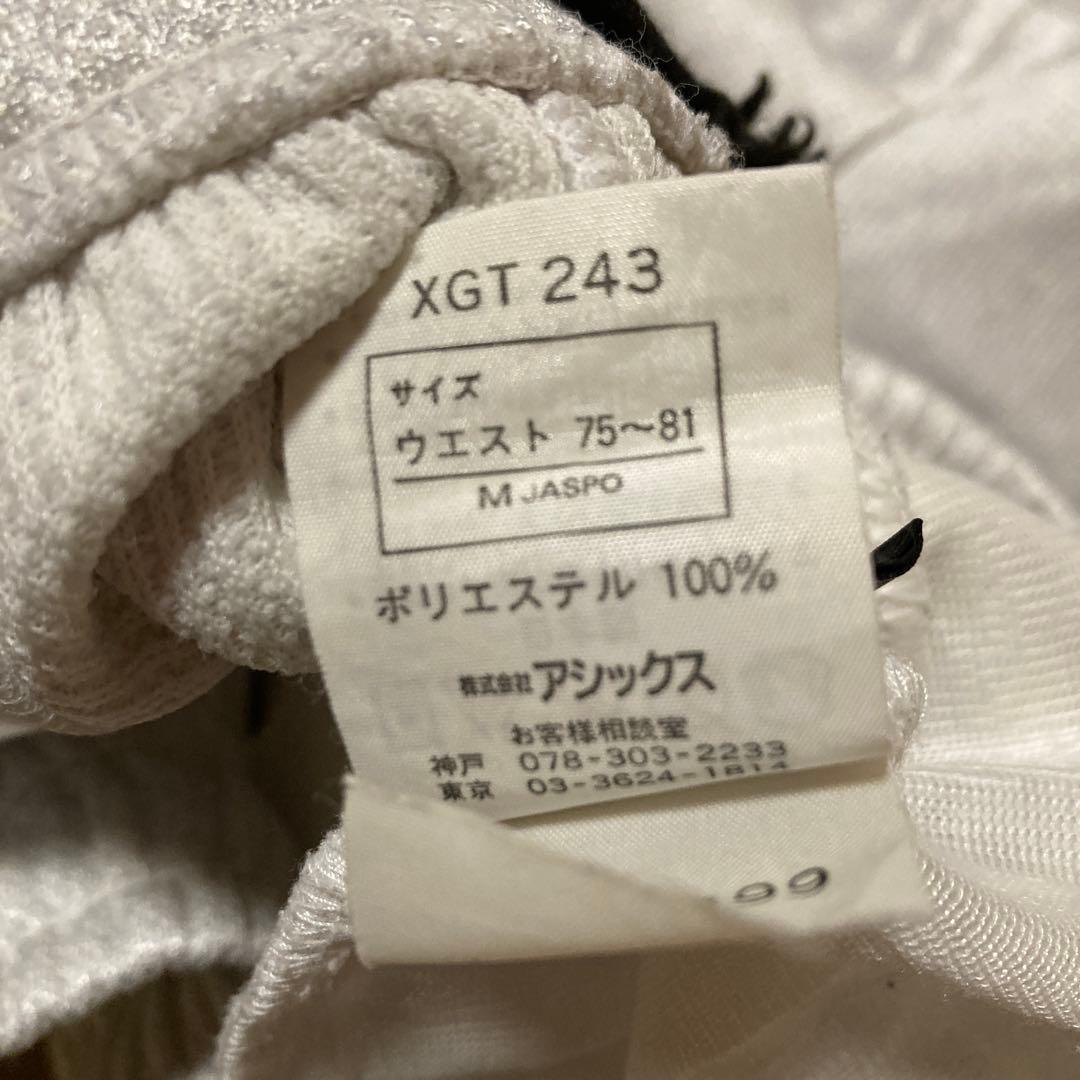 XGT 243
サイズ
ウエスト 75〜81
M JASPO
ポリエステル 100%
株式会社アシックス
お客様相談室
神戸 078-303-2233
東京 03-3624-1814
99